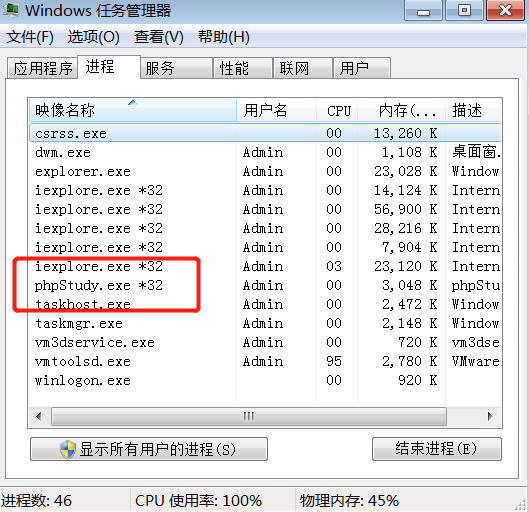 Windows 任务管理器
文件(F) 选项(O) 查看(V) 帮助(H)
应用程序 进程 服务 性能 联网 用户
映像名称 用户名 CPU 内存(... 描述
csrss.exe 00 13,260 K
dwm.exe Admin 00 1,108 K 桌面窗.
explorer.exe Admin 00 23,028 K Window
iexplore.exe *32 Admin 00 14,124 K Intern
iexplore.exe *32 Admin 00 56,900 K Intern
iexplore.exe *32 Admin 00 28,216 K Intern
iexplore.exe *32 Admin 00 7,904 K Intern
iexplore.exe *32 Admin 03 23,120 K Intern
phpStudy.exe *32 Admin 00 3,048 K phpStu
taskhost.exe Admin 00 2,472 K Window
taskmgr.exe Admin 00 2,148 K Window
vm3dservice.exe Admin 00 720 K vm3dse
vmtoolsd.exe Admin 95 2,780 K VMware
winlogon.exe 00 920 K
显示所有用户的进程(S) 结束进程(E)
进程数: 46 CPU 使用率: 100% 物理内存: 45%